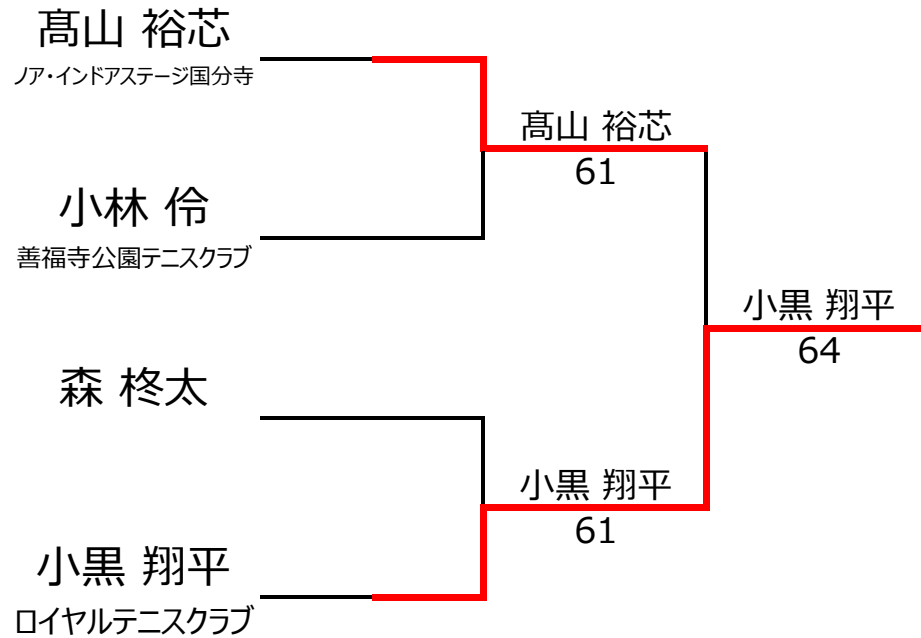 髙山 裕芯
ノア・インドアステージ国分寺
髙山 裕芯
61
小林 伶
善福寺公園テニスクラブ
小黒 翔平
64
森 柊太
小黒 翔平
61
小黒 翔平
ロイヤルテニスクラブ